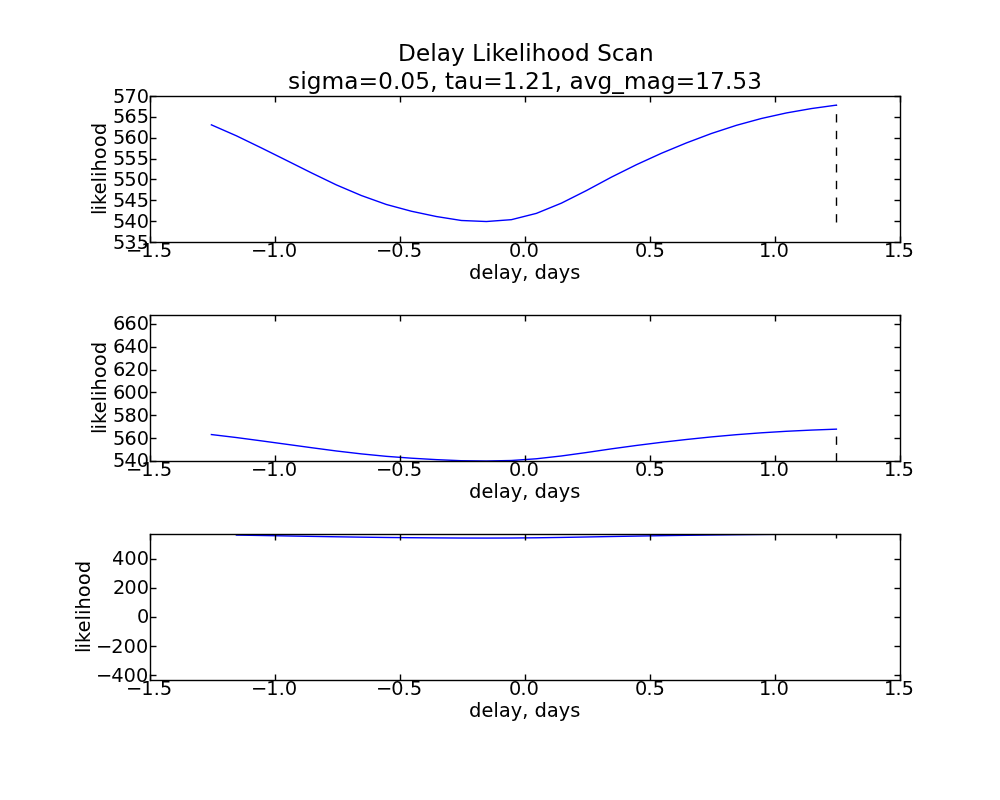 Delay Likelihood Scan
sigma=0.05, tau=1.21, avg_mag=17.53
570
565
560
555
550
545
540
535
likelihood
−1.5 −1.0 −0.5 0.0 0.5 1.0 1.5
delay, days
660
640
620
600
580
560
540
likelihood
−1.5 −1.0 −0.5 0.0 0.5 1.0 1.5
delay, days
400
200
0
−200
−400
likelihood
−1.5 −1.0 −0.5 0.0 0.5 1.0 1.5
delay, days